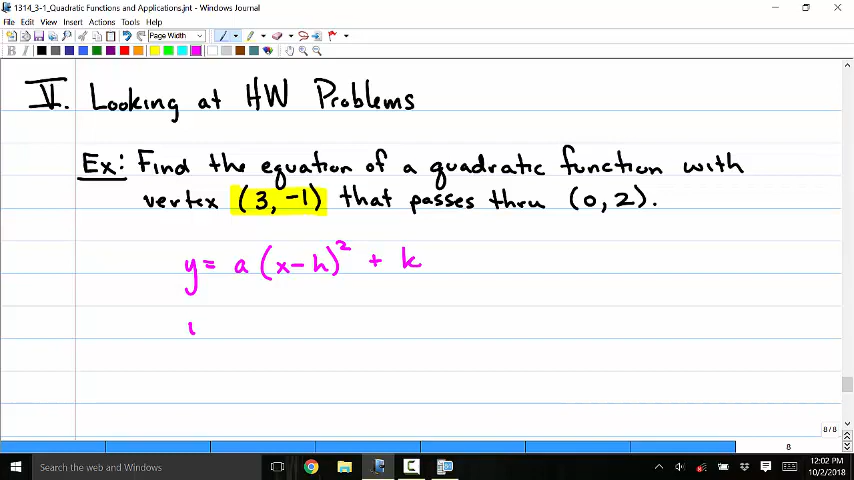 1314_3-1_Quadratic Functions and Applications.jnt - Windows Journal
File Edit View Insert Actions Tools Help
Page Width
B I
V. Looking at HW Problems
Ex: Find the equation of a quadratic function with
vertex (3, -1) that passes thru (0, 2).
y = a (x - h)² + k
8/8
8
Search the web and Windows
12:02 PM
10/2/2018